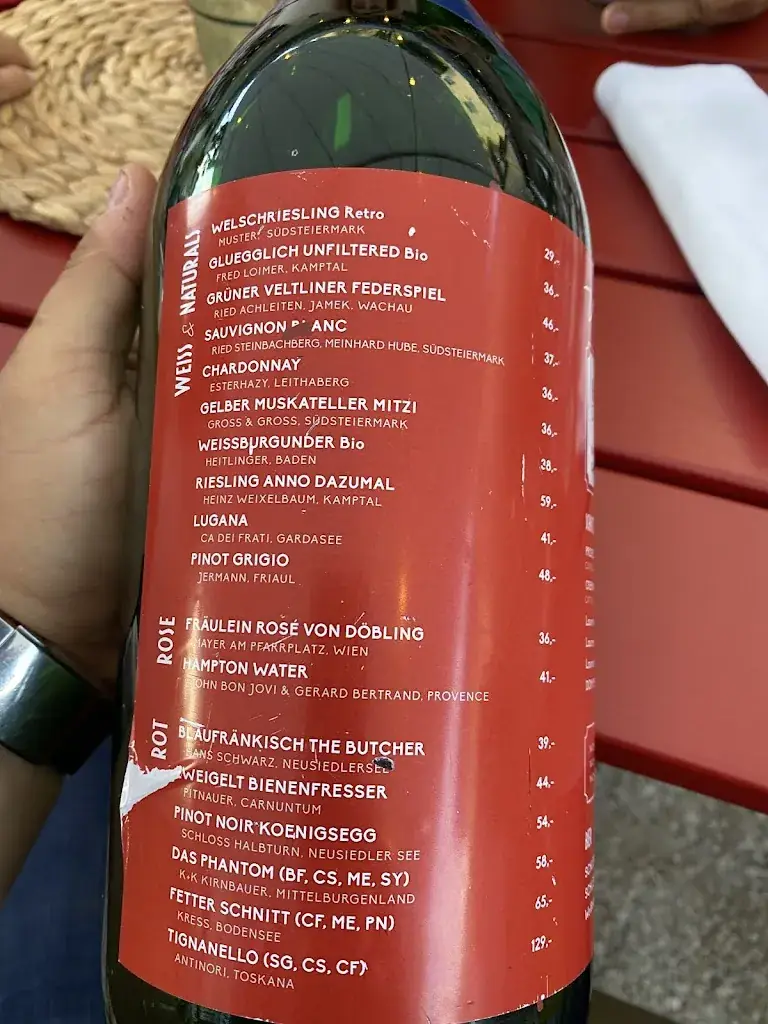 WEISS & NATURALS
WELSCHRIESLING Retro 29,-
MUSTER, SÜDSTEIERMARK
GLUEGGLICH UNFILTERED Bio 36,-
FRED LOIMER, KAMPTAL
GRÜNER VELTLINER FEDERSPIEL 46,-
RIED ACHLEITEN, JAMEK, WACHAU
SAUVIGNON BLANC 37,-
RIED STEINBACHBERG, MEINHARD HUBE, SÜDSTEIERMARK
CHARDONNAY 36,-
ESTERHAZY, LEITHABERG
GELBER MUSKATELLER MITZI 36,-
GROSS & GROSS, SÜDSTEIERMARK
WEISSBURGUNDER Bio 38,-
HEITLINGER, BADEN
RIESLING ANNO DAZUMAL 59,-
HEINZ WEIXELBAUM, KAMPTAL
LUGANA 41,-
CA DEI FRATI, GARDASEE
PINOT GRIGIO 48,-
JERMANN, FRIAUL
ROSE
FRÄULEIN ROSÉ VON DÖBLING 36,-
MAYER AM PFARRPLATZ, WIEN
HAMPTON WATER 41,-
JOHN BON JOVI & GERARD BERTRAND, PROVENCE
ROT
BLAUFRÄNKISCH THE BUTCHER 39,-
HANS SCHWARZ, NEUSIEDLERSEE
ZWEIGELT BIENENFRESSER 44,-
PITNAUER, CARNUNTUM
PINOT NOIR KOENIGSEGG 54,-
SCHLOSS HALBTURN, NEUSIEDLER SEE
DAS PHANTOM (BF, CS, ME, SY) 58,-
K+K KIRNBAUER, MITTELBURGENLAND
FETTER SCHNITT (CF, ME, PN) 65,-
KRESS, BODENSEE
TIGNANELLO (SG, CS, CF) 129,-
ANTINORI, TOSKANA